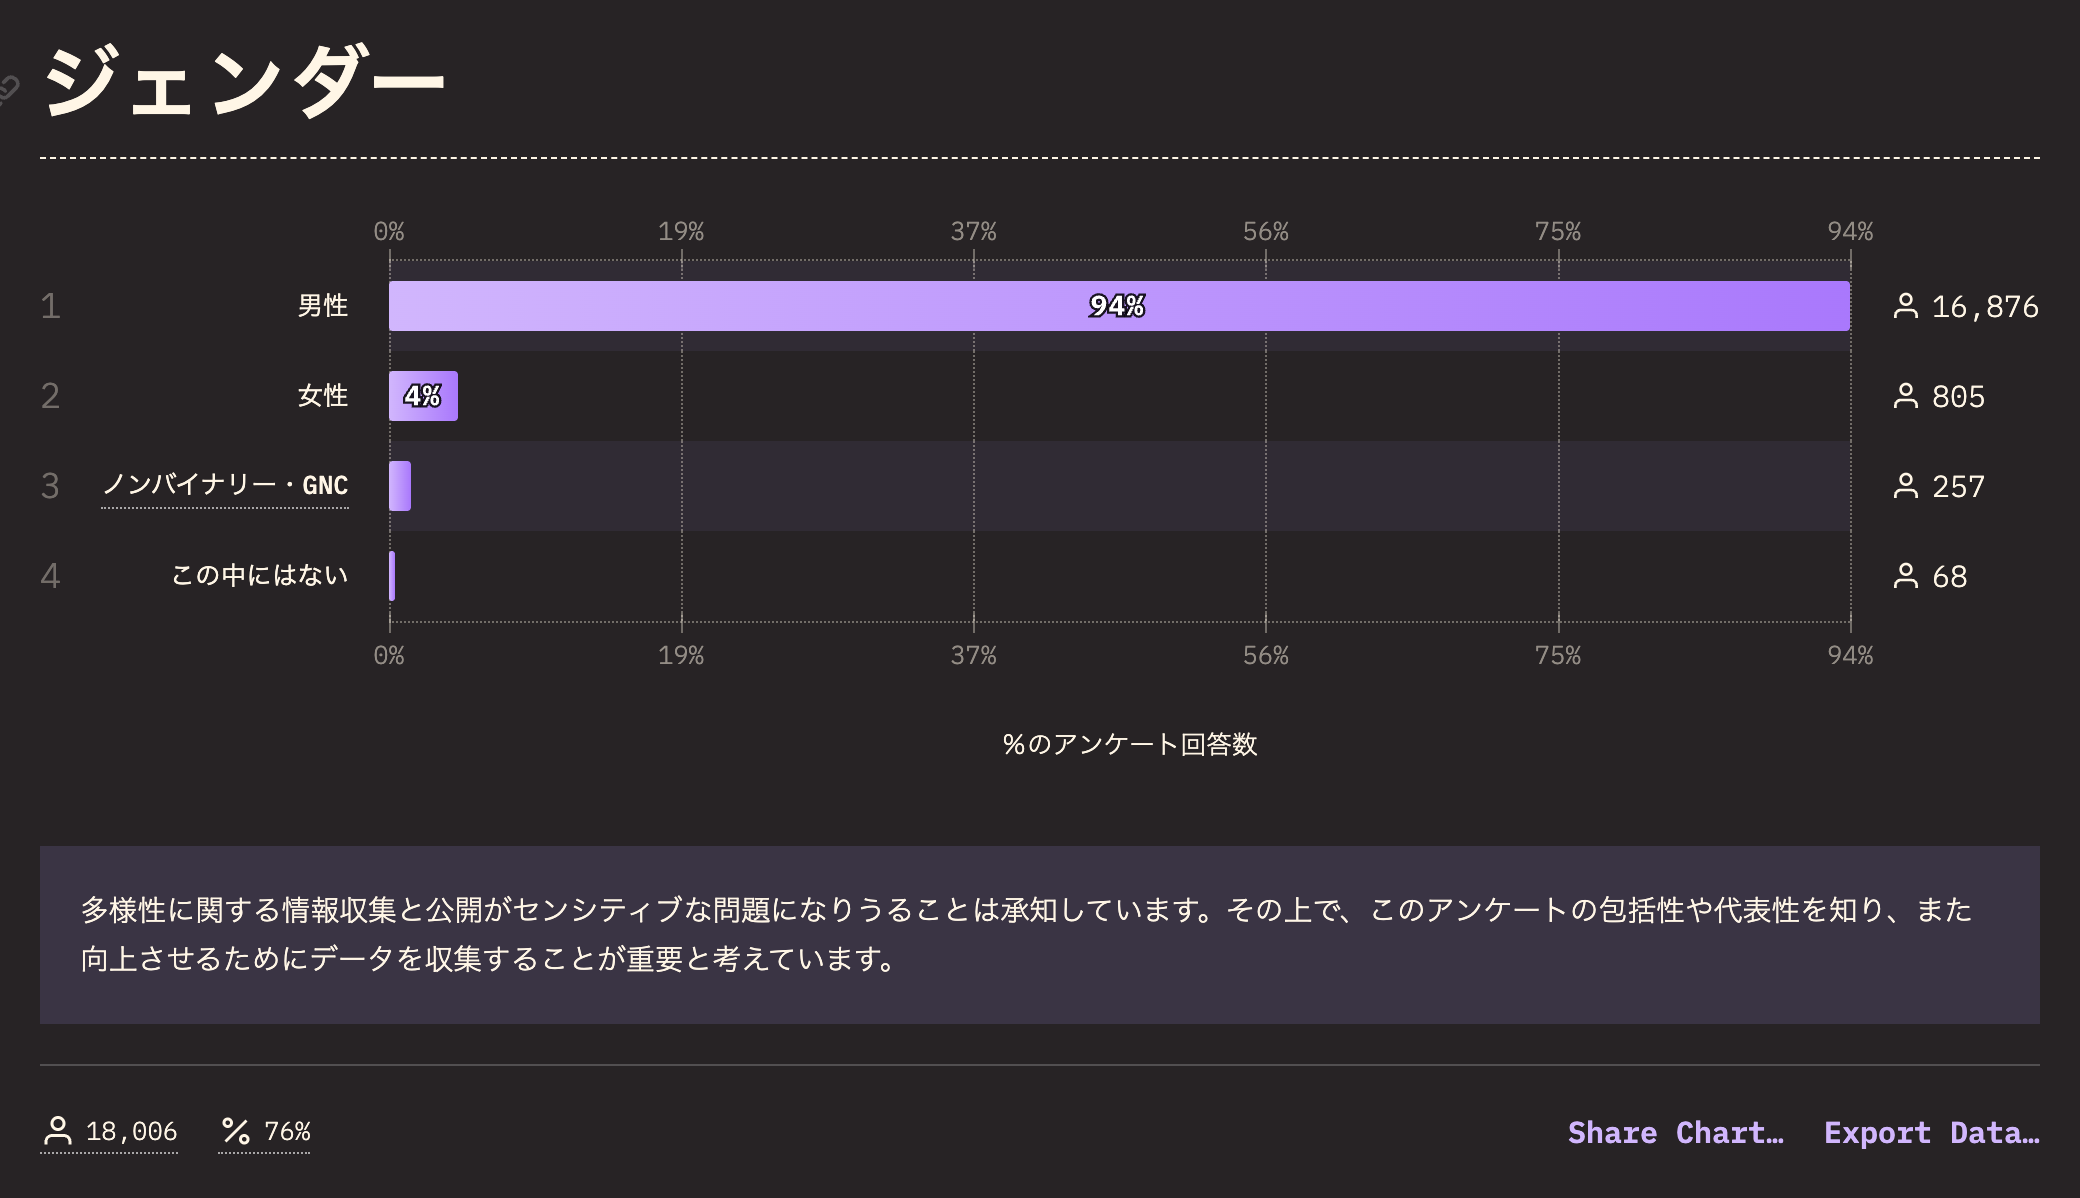 ジェンダー
0% 19% 37% 56% 75% 94%
1 男性 94% 16,876
2 女性 4% 805
3 ノンバイナリー・GNC 257
4 この中にはない 68
0% 19% 37% 56% 75% 94%
%のアンケート回答数
多様性に関する情報収集と公開がセンシティブな問題になりうることは承知しています。その上で、このアンケートの包括性や代表性を知り、また
向上させるためにデータを収集することが重要と考えています。
18,006 76% Share Chart… Export Data…